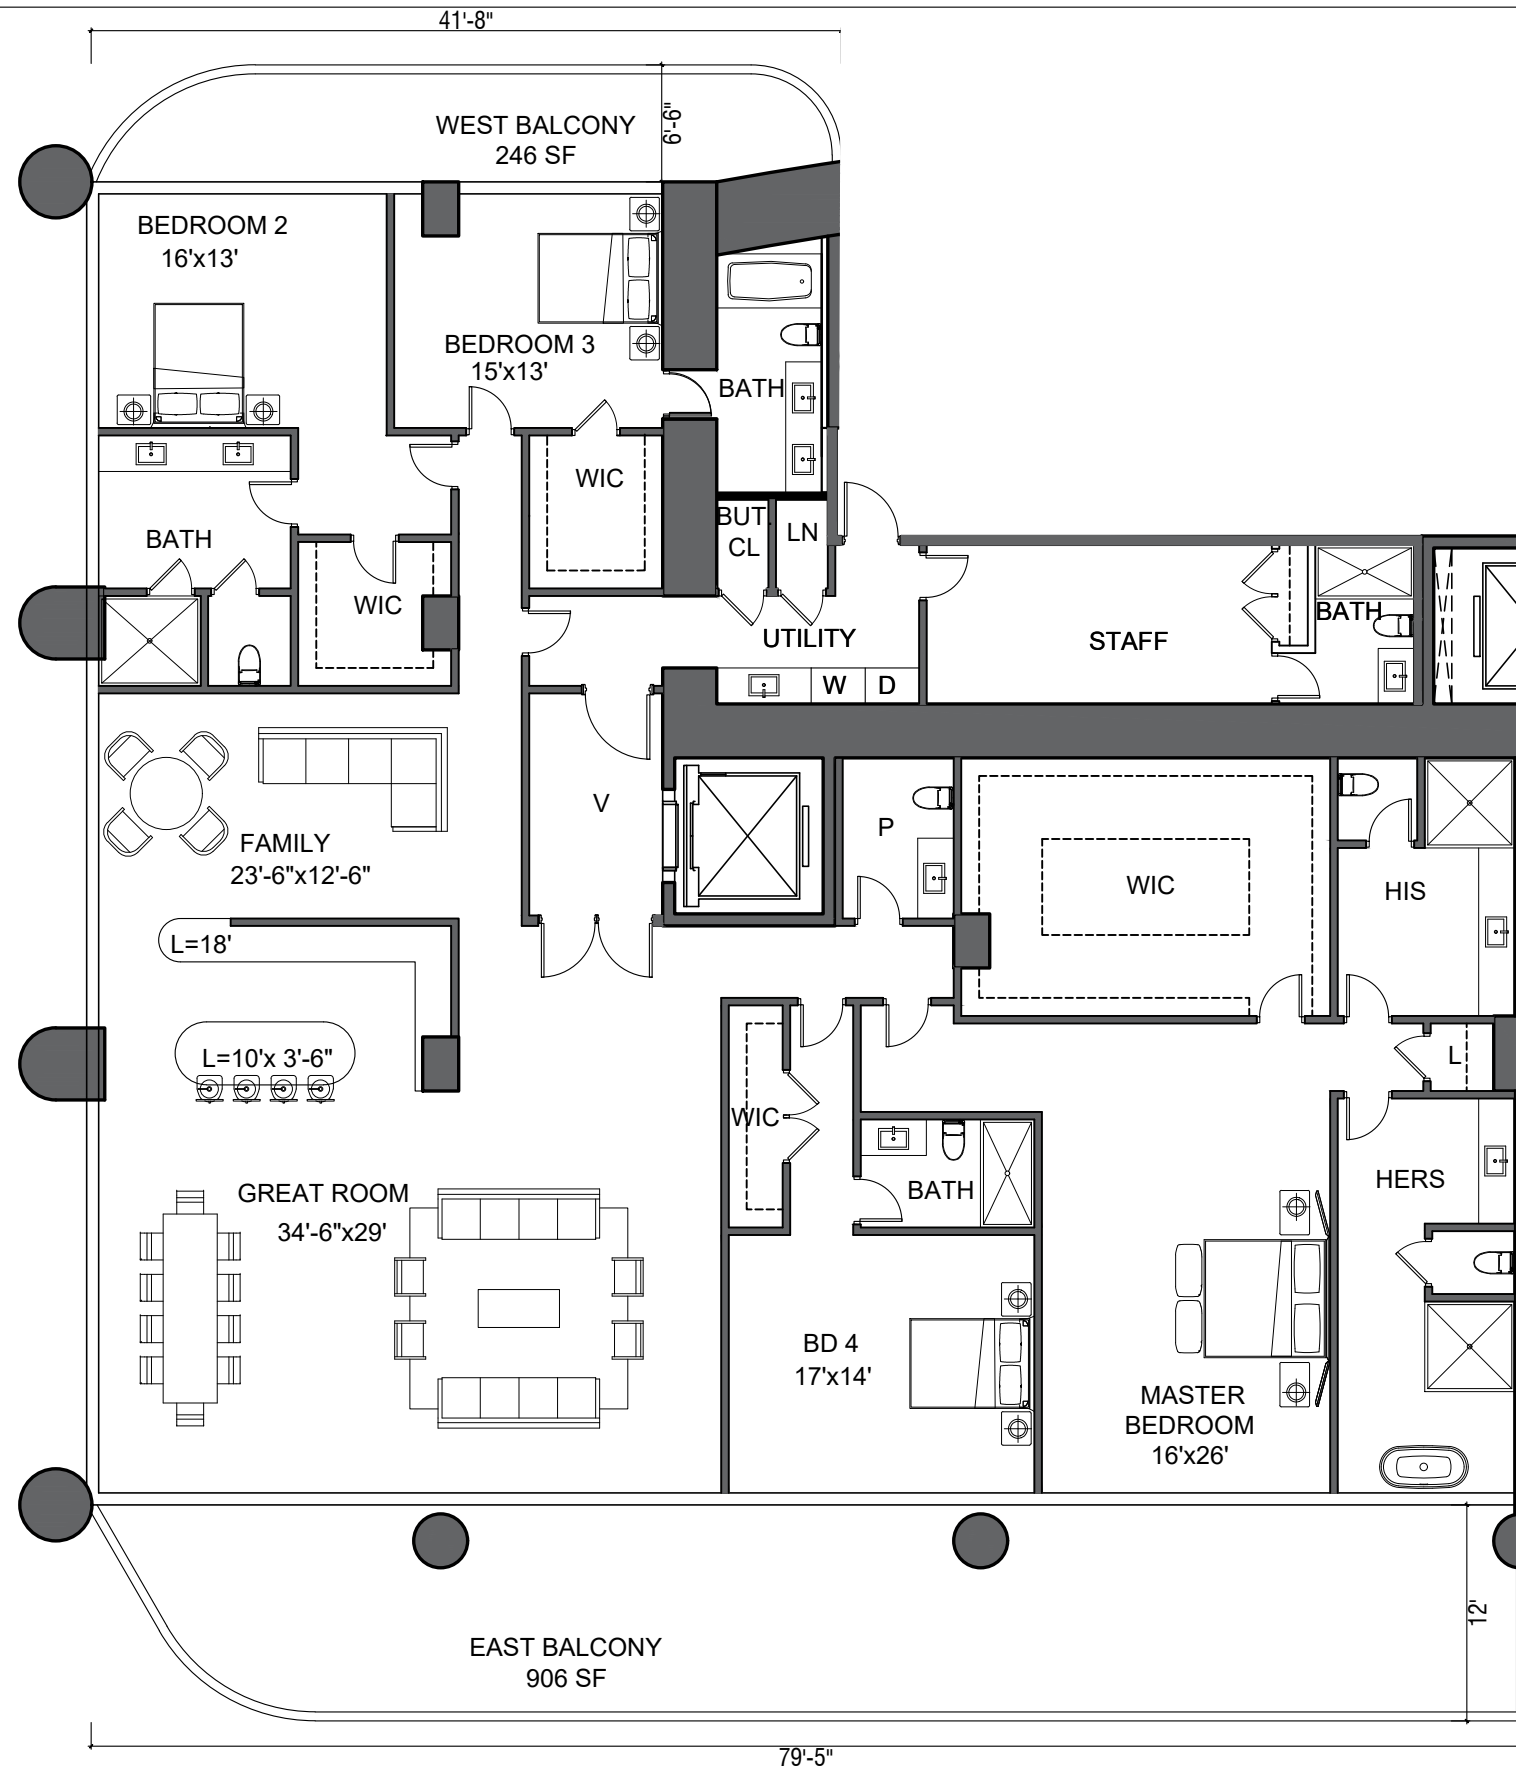 41'-8"
WEST BALCONY
246 SF
6'-6"
BEDROOM 2
16'x13'
BEDROOM 3
15'x13'
BATH
WIC
BUT.
CL
LN
BATH
WIC
UTILITY
STAFF
BATH
W
D
V
P
FAMILY
23'-6"x12'-6"
WIC
HIS
L=18'
L=10'x 3'-6"
L
WIC
BATH
HERS
GREAT ROOM
34'-6"x29'
BD 4
17'x14'
MASTER
BEDROOM
16'x26'
12'
EAST BALCONY
906 SF
79'-5"